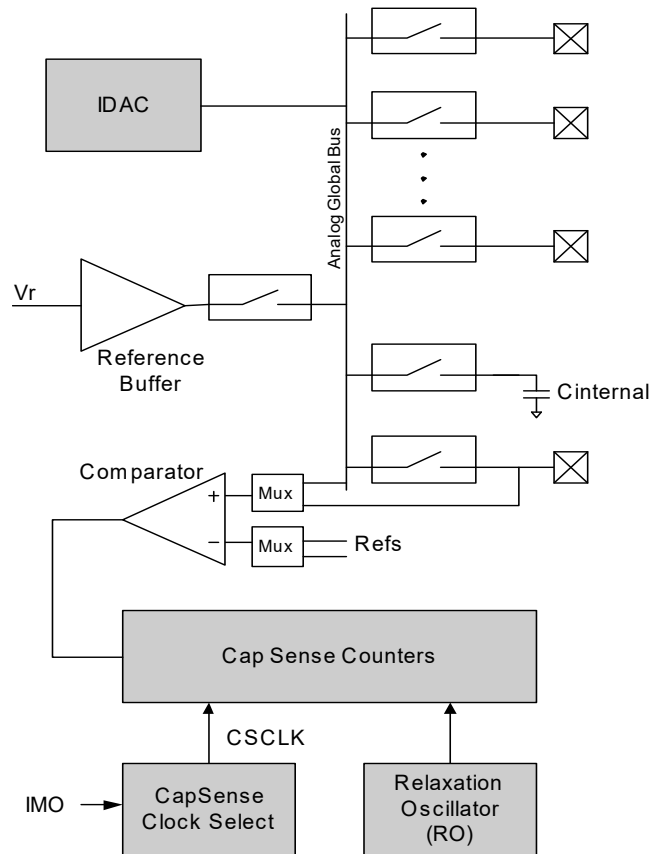 IDAC
Analog Global Bus
Vr
Reference
Buffer
Cinternal
Comparator
+
Mux
−
Mux
Refs
Cap Sense Counters
CSCLK
IMO
CapSense
Clock Select
Relaxation
Oscillator
(RO)